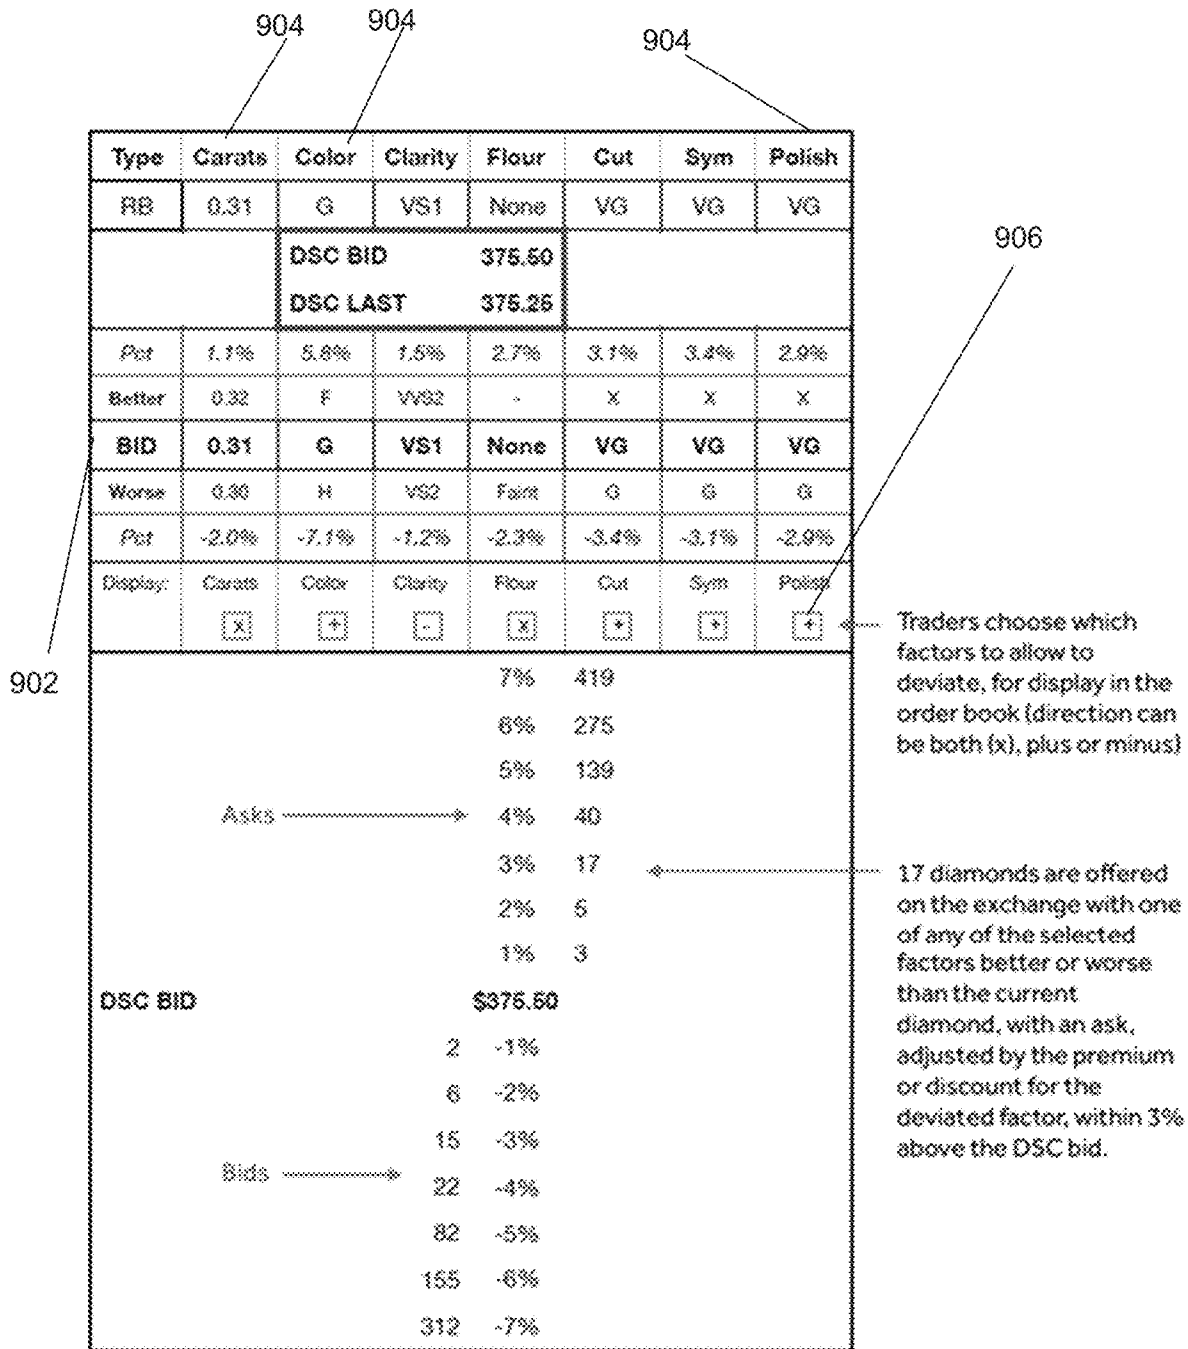 904 904 904
Type Carats Color Clarity Flour Cut Sym Polish
RB 0.31 G VS1 None VG VG VG
906
DSC BID 375.50
DSC LAST 375.25
Pct 1.1% 5.8% 1.5% 2.7% 3.1% 3.4% 2.9%
Better 0.32 F VVS2 - X X X
BID 0.31 G VS1 None VG VG VG
Worse 0.30 H VS2 Faint G G G
Pct -2.0% -7.1% -1.2% -2.3% -3.4% -3.1% -2.9%
Display: Carats Color Clarity Flour Cut Sym Polish
x + - x + + +
902
Traders choose which
factors to allow to
deviate, for display in the
order book (direction can
be both (x), plus or minus)
7% 419
6% 275
5% 139
Asks 4% 40
3% 17
2% 5
1% 3
17 diamonds are offered
on the exchange with one
of any of the selected
factors better or worse
than the current
diamond, with an ask,
adjusted by the premium
or discount for the
deviated factor, within 3%
above the DSC bid.
DSC BID $375.50
2 -1%
6 -2%
15 -3%
Bids 22 -4%
82 -5%
155 -6%
312 -7%